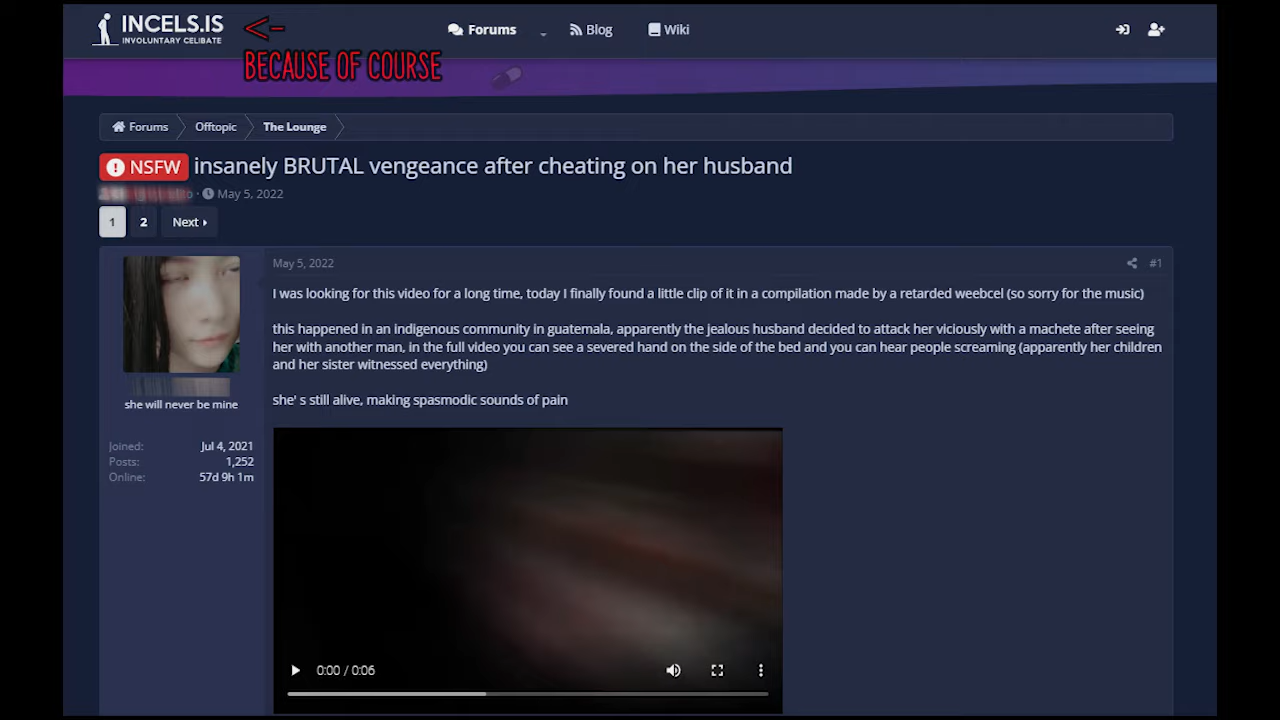 INCELS.IS
INVOLUNTARY CELIBATE
<-
BECAUSE OF COURSE
Forums
Blog
Wiki
Forums
Offtopic
The Lounge
NSFW insanely BRUTAL vengeance after cheating on her husband
· May 5, 2022
1 2 Next
May 5, 2022
#1
I was looking for this video for a long time, today I finally found a little clip of it in a compilation made by a retarded weebcel (so sorry for the music)
this happened in an indigenous community in guatemala, apparently the jealous husband decided to attack her viciously with a machete after seeing
her with another man, in the full video you can see a severed hand on the side of the bed and you can hear people screaming (apparently her children
and her sister witnessed everything)
she' s still alive, making spasmodic sounds of pain
she will never be mine
Joined: Jul 4, 2021
Posts: 1,252
Online: 57d 9h 1m
0:00 / 0:06